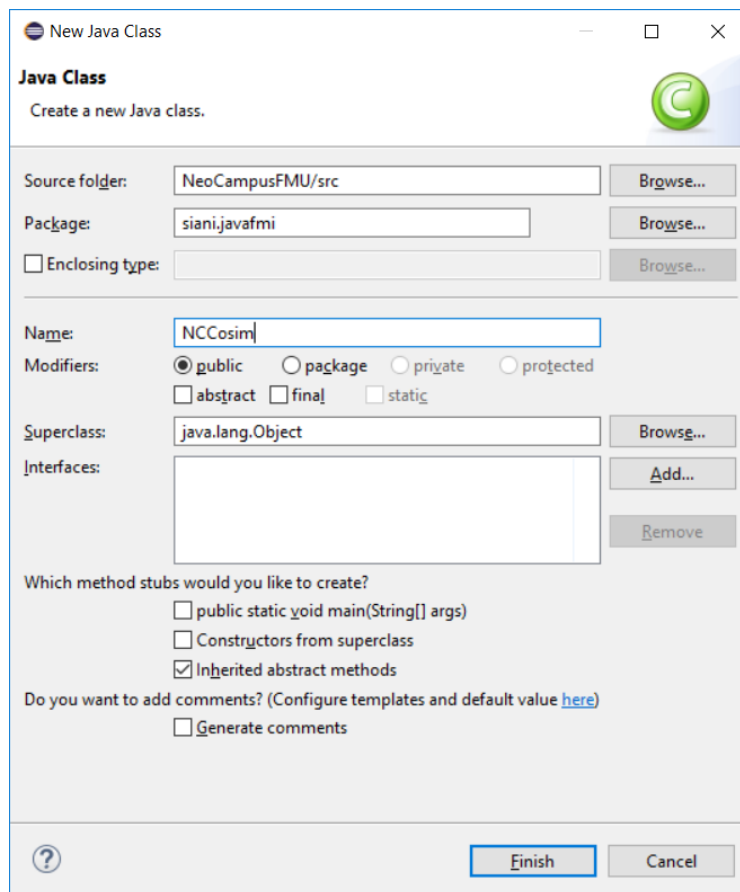 New Java Class
Java Class
Create a new Java class.
C
Source folder: NeoCampusFMU/src Browse...
Package: siani.javafmi Browse...
Enclosing type: Browse...
Name: NCCosim
Modifiers: public package private protected
abstract final static
Superclass: java.lang.Object Browse...
Interfaces: Add...
Remove
Which method stubs would you like to create?
public static void main(String[] args)
Constructors from superclass
Inherited abstract methods
Do you want to add comments? (Configure templates and default value here)
Generate comments
? Finish Cancel